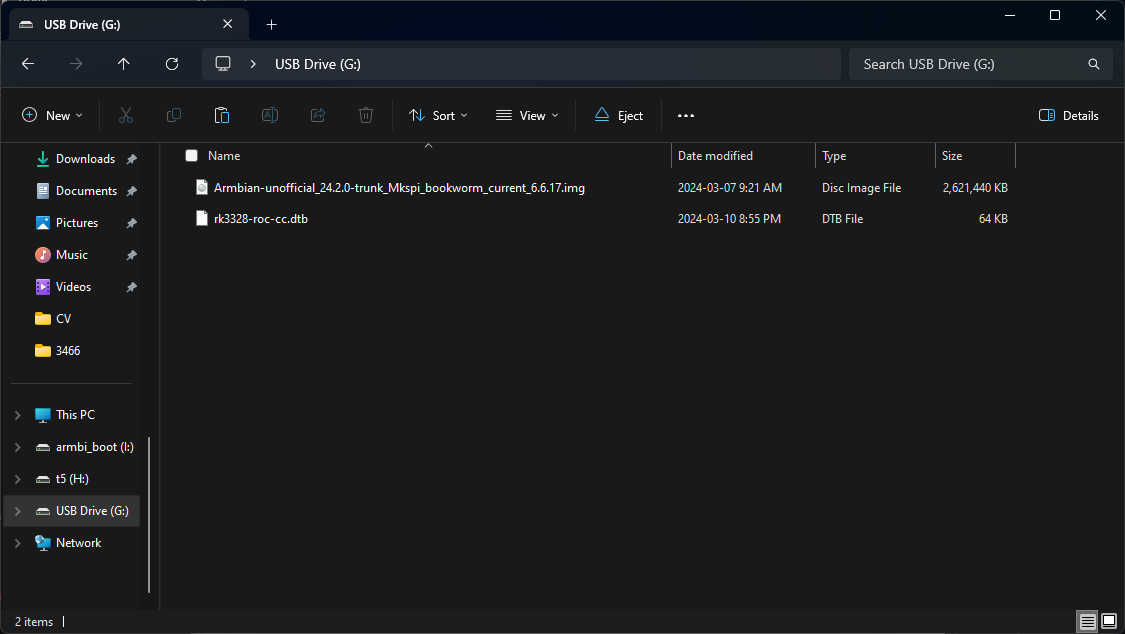 USB Drive (G:)
USB Drive (G:)
Search USB Drive (G:)
New
Sort
View
Eject
Details
Downloads
Documents
Pictures
Music
Videos
CV
3466
This PC
armbi_boot (I:)
t5 (H:)
USB Drive (G:)
Network
Name Date modified Type Size
Armbian-unofficial_24.2.0-trunk_Mkspi_bookworm_current_6.6.17.img 2024-03-07 9:21 AM Disc Image File 2,621,440 KB
rk3328-roc-cc.dtb 2024-03-10 8:55 PM DTB File 64 KB
2 items